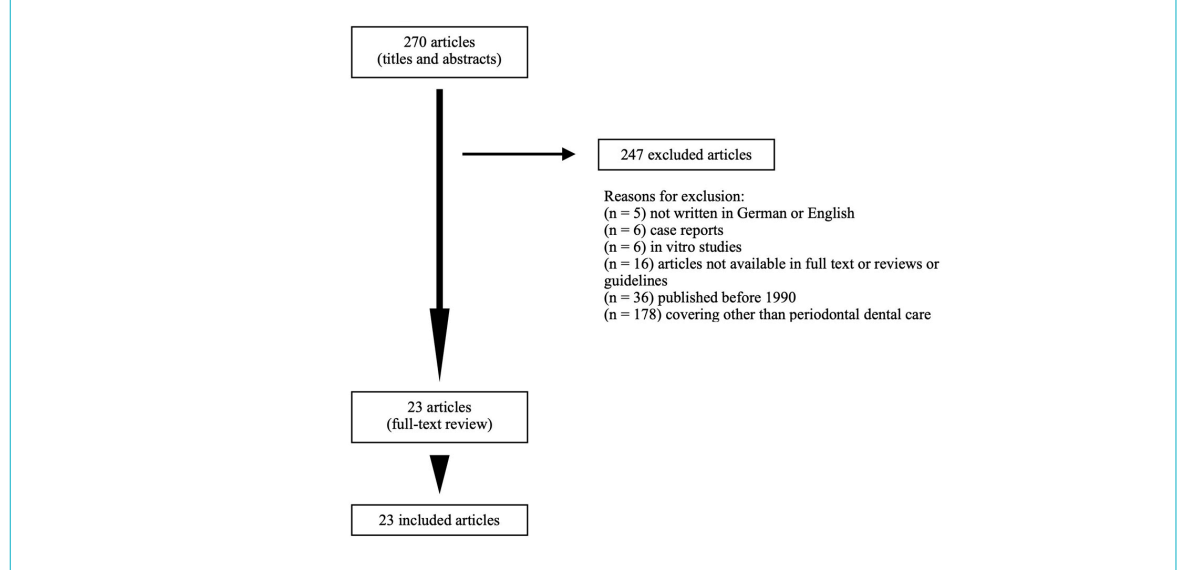 270 articles
(titles and abstracts)
247 excluded articles
Reasons for exclusion:
(n = 5) not written in German or English
(n = 6) case reports
(n = 6) in vitro studies
(n = 16) articles not available in full text or reviews or
guidelines
(n = 36) published before 1990
(n = 178) covering other than periodontal dental care
23 articles
(full-text review)
23 included articles